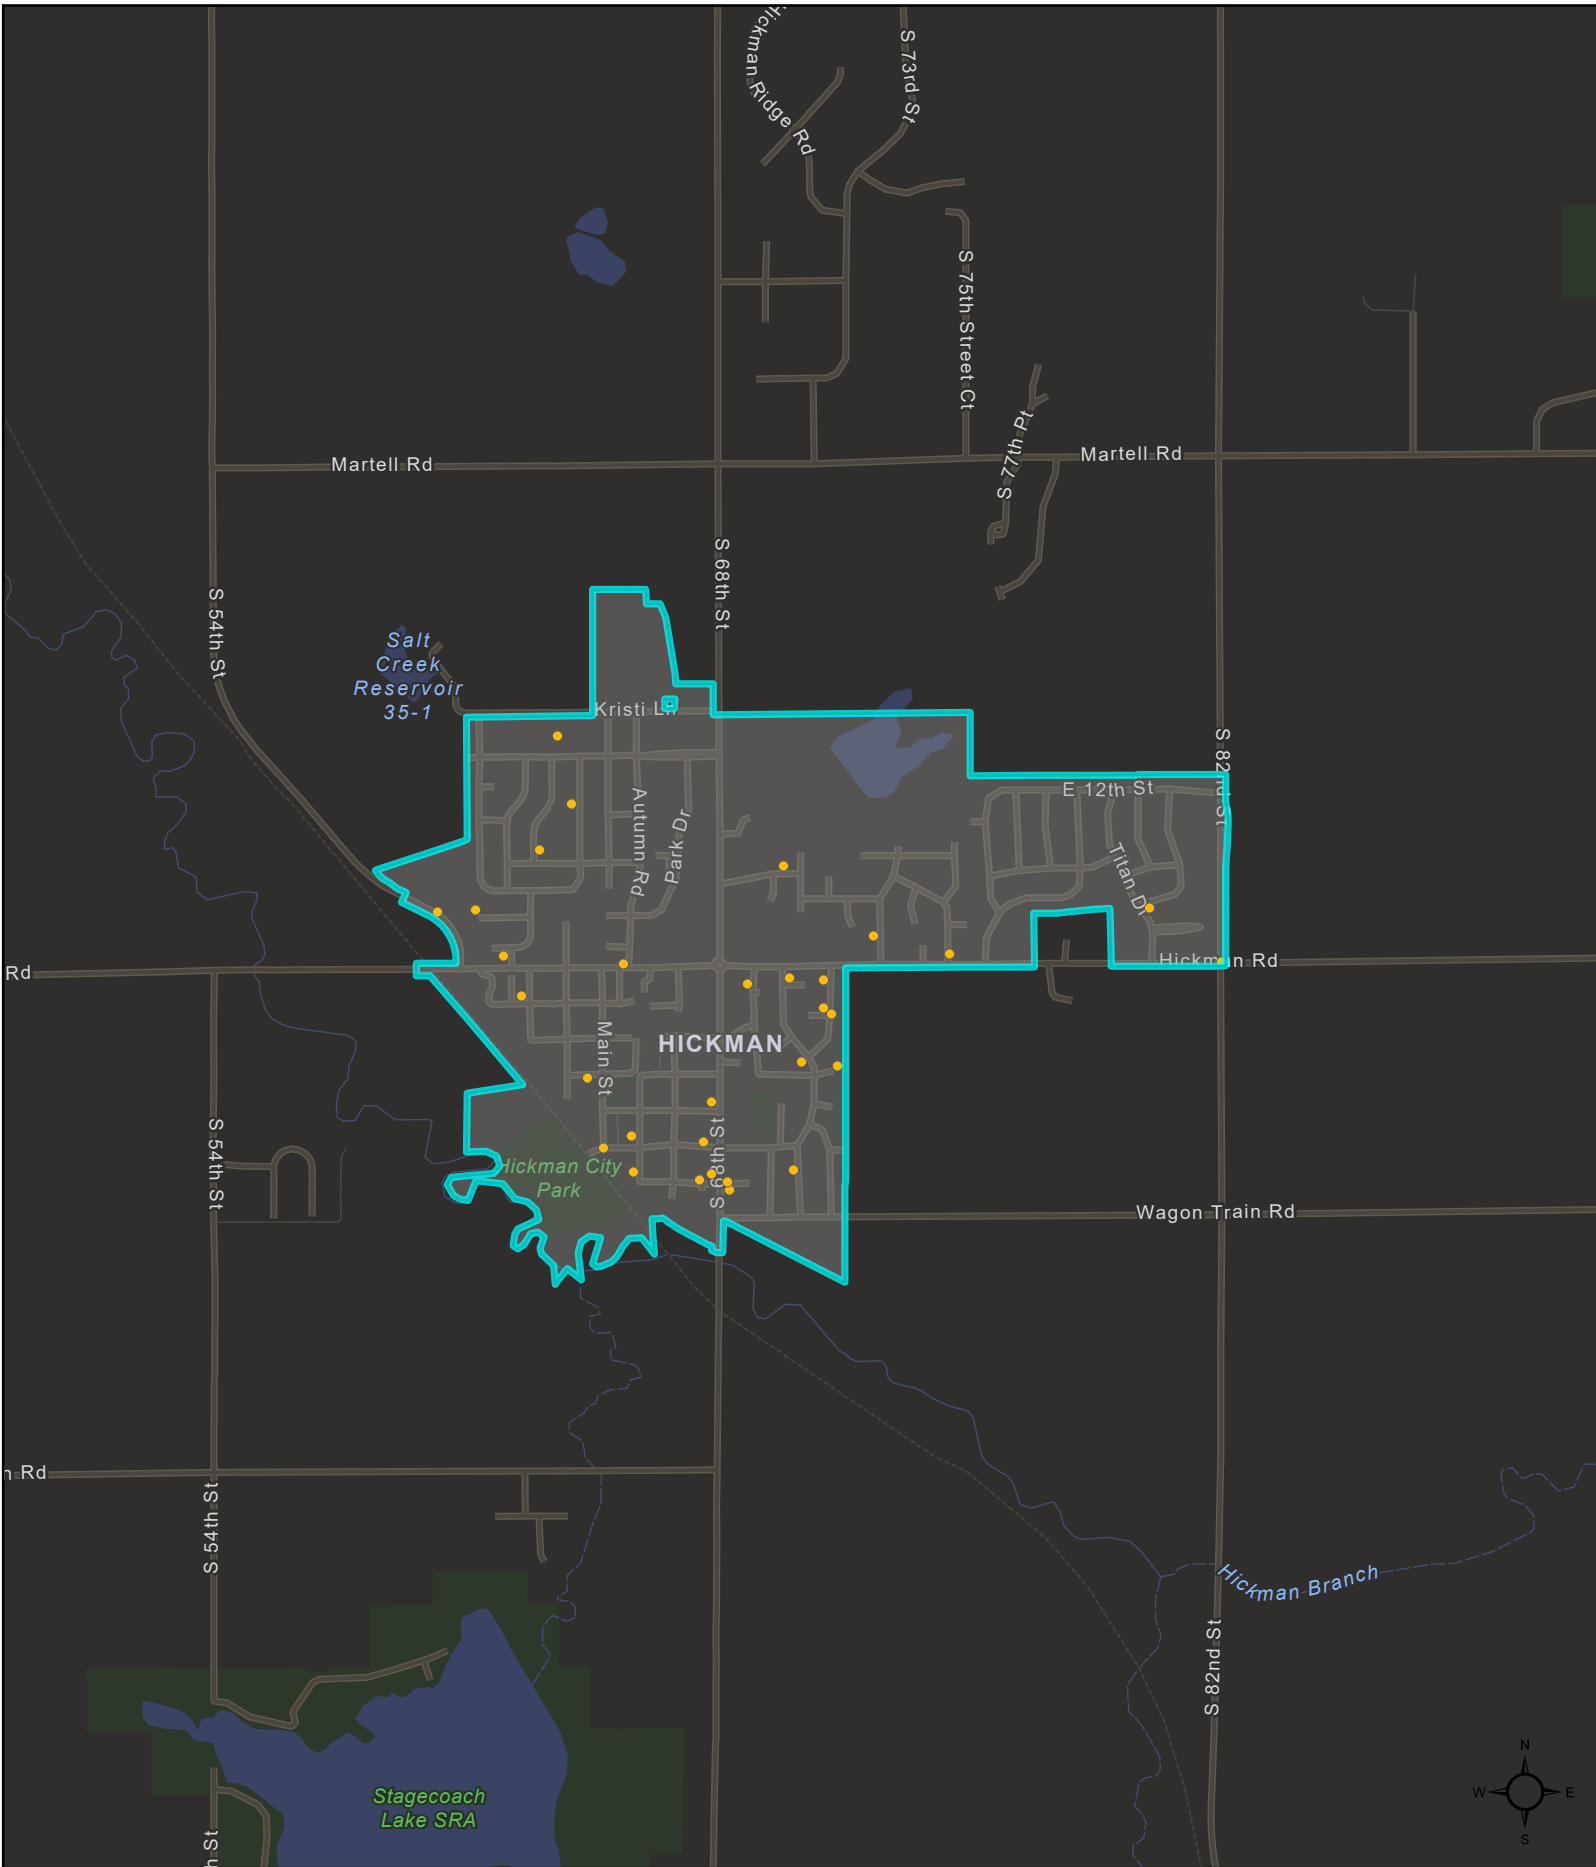 Hickman Ridge Rd
S 73rd St
S 75th Street Ct
S 77th Pt
Martell Rd
Martell Rd
S 68th St
S 54th St
Salt
Creek
Reservoir
35-1
Kristi Ln
S 82nd St
E 12th St
Autumn Rd
Park Dr
Titan Dr
Rd
Hickman Rd
Main St
HICKMAN
S 54th St
S 68th St
Hickman City
Park
Wagon Train Rd
n Rd
S 54th St
Hickman Branch
S 82nd St
Stagecoach
Lake SRA
h St
N
W E
S